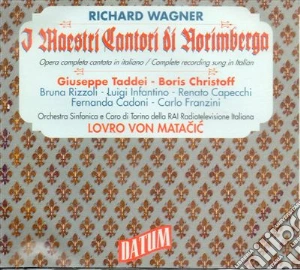 RICHARD WAGNER
I Maestri Cantori di Norimberga
Opera completa cantata in italiano / Complete recording sung in Italian
Giuseppe Taddei - Boris Christoff
Bruna Rizzoli - Luigi Infantino - Renato Capecchi
Fernanda Cadoni - Carlo Franzini
Orchestra Sinfonica e Coro di Torino della RAI Radiotelevisione Italiana
LOVRO VON MATAČIĆ
DATUM